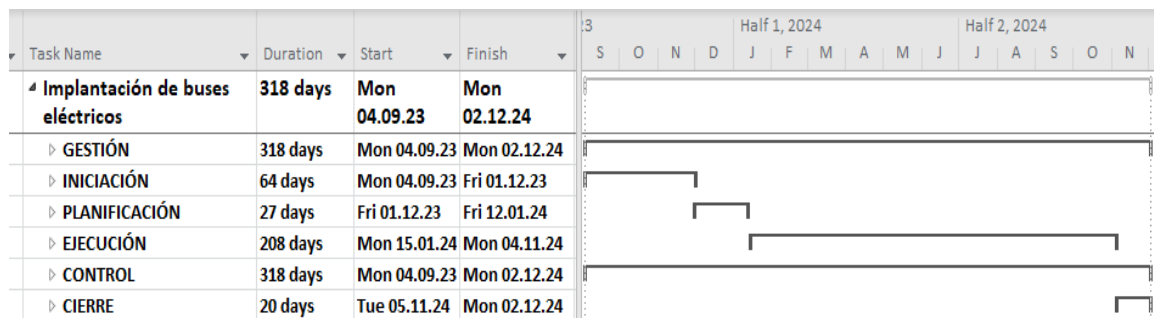 :3 Half 1, 2024 Half 2, 2024
Task Name Duration Start Finish S O N D J F M A M J J A S O N
Implantación de buses 318 days Mon Mon
eléctricos 04.09.23 02.12.24
GESTIÓN 318 days Mon 04.09.23 Mon 02.12.24
INICIACIÓN 64 days Mon 04.09.23 Fri 01.12.23
PLANIFICACIÓN 27 days Fri 01.12.23 Fri 12.01.24
EJECUCIÓN 208 days Mon 15.01.24 Mon 04.11.24
CONTROL 318 days Mon 04.09.23 Mon 02.12.24
CIERRE 20 days Tue 05.11.24 Mon 02.12.24